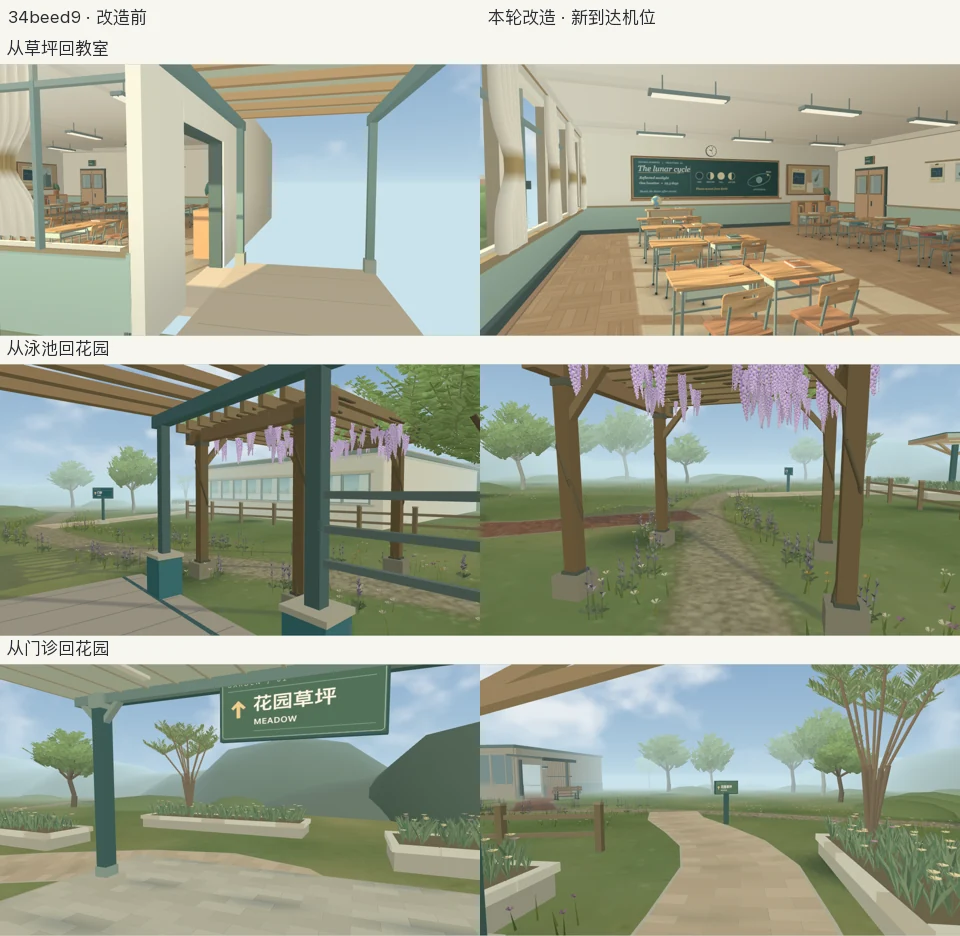 34beed9 · 改造前
本轮改造 · 新到达机位
从草坪回教室
The lunar cycle
从泳池回花园
从门诊回花园
花园草坪
MEADOW